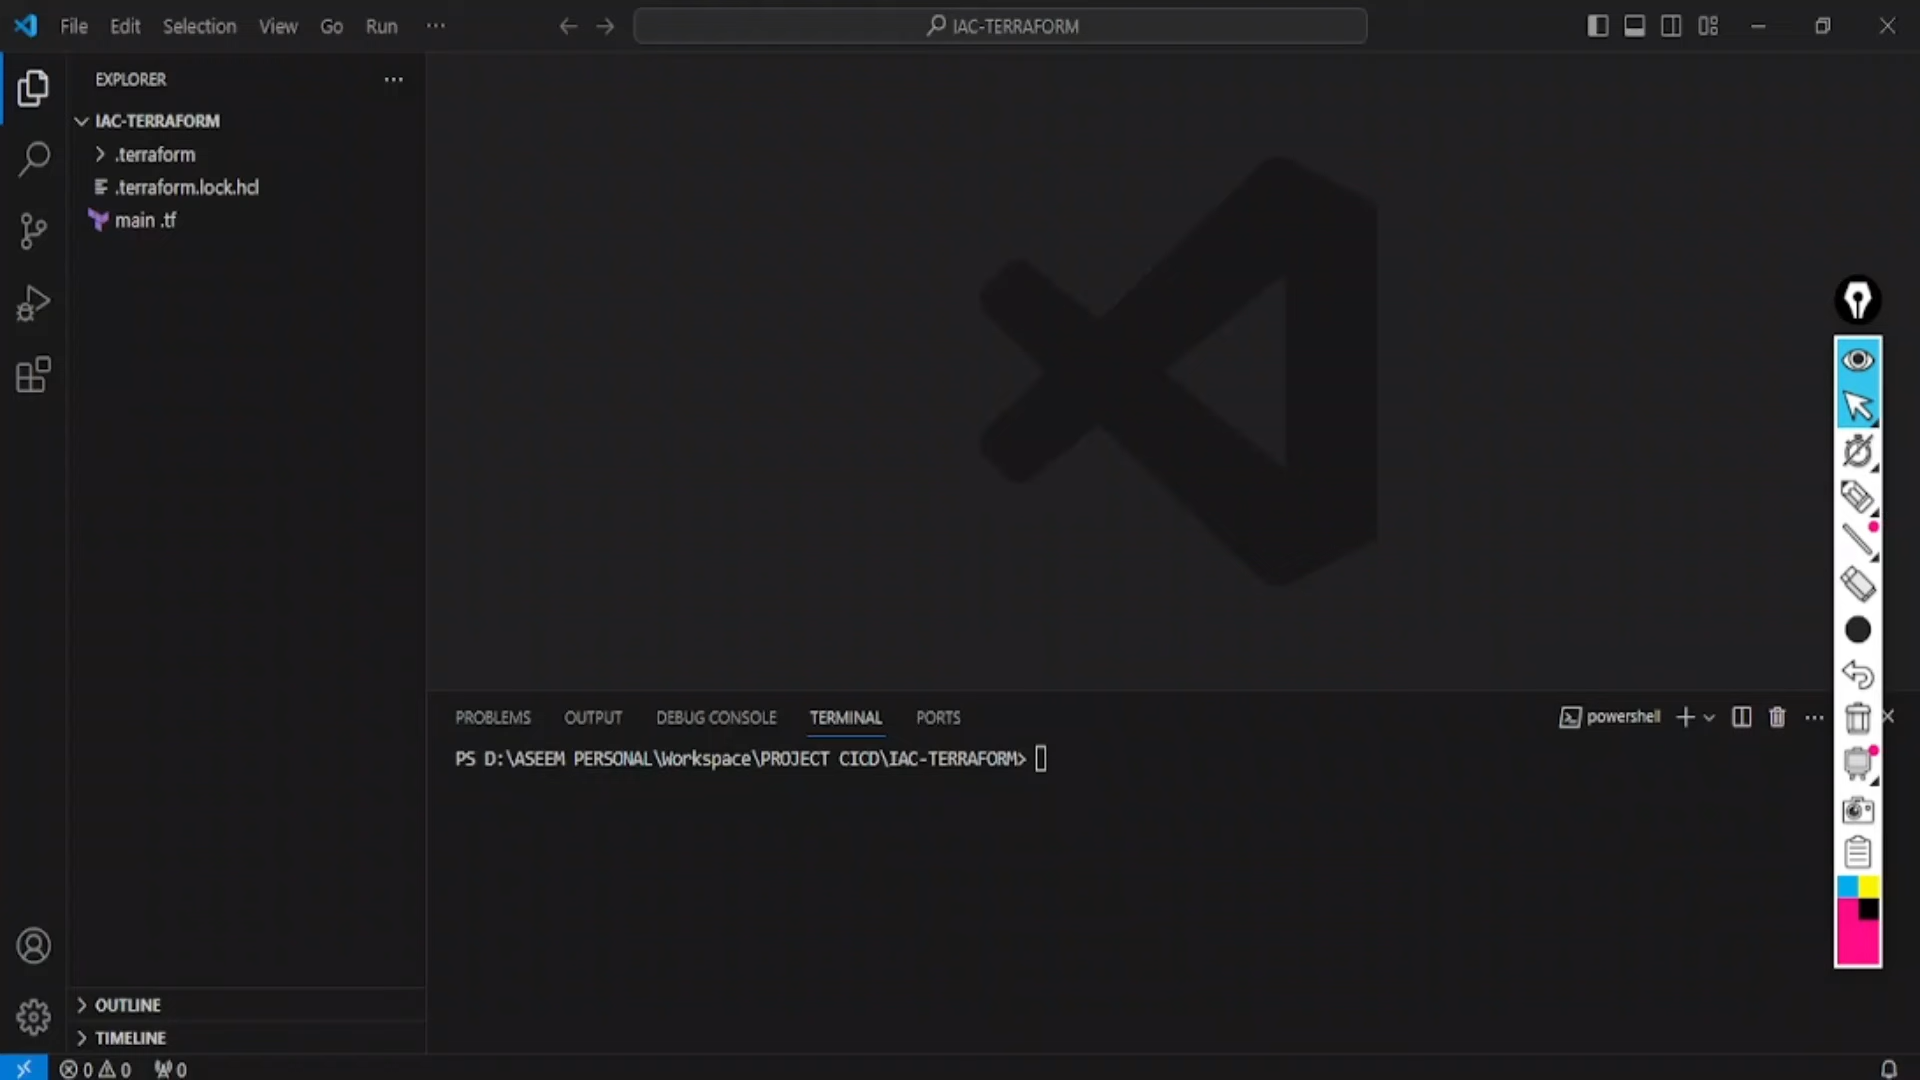 File Edit Selection View Go Run ...
IAC-TERRAFORM
EXPLORER
IAC-TERRAFORM
.terraform
.terraform.lock.hcl
main .tf
PROBLEMS OUTPUT DEBUG CONSOLE TERMINAL PORTS
powershell
PS D:\ASEEM PERSONAL\Workspace\PROJECT CICD\IAC-TERRAFORM>
OUTLINE
TIMELINE
0 0 0